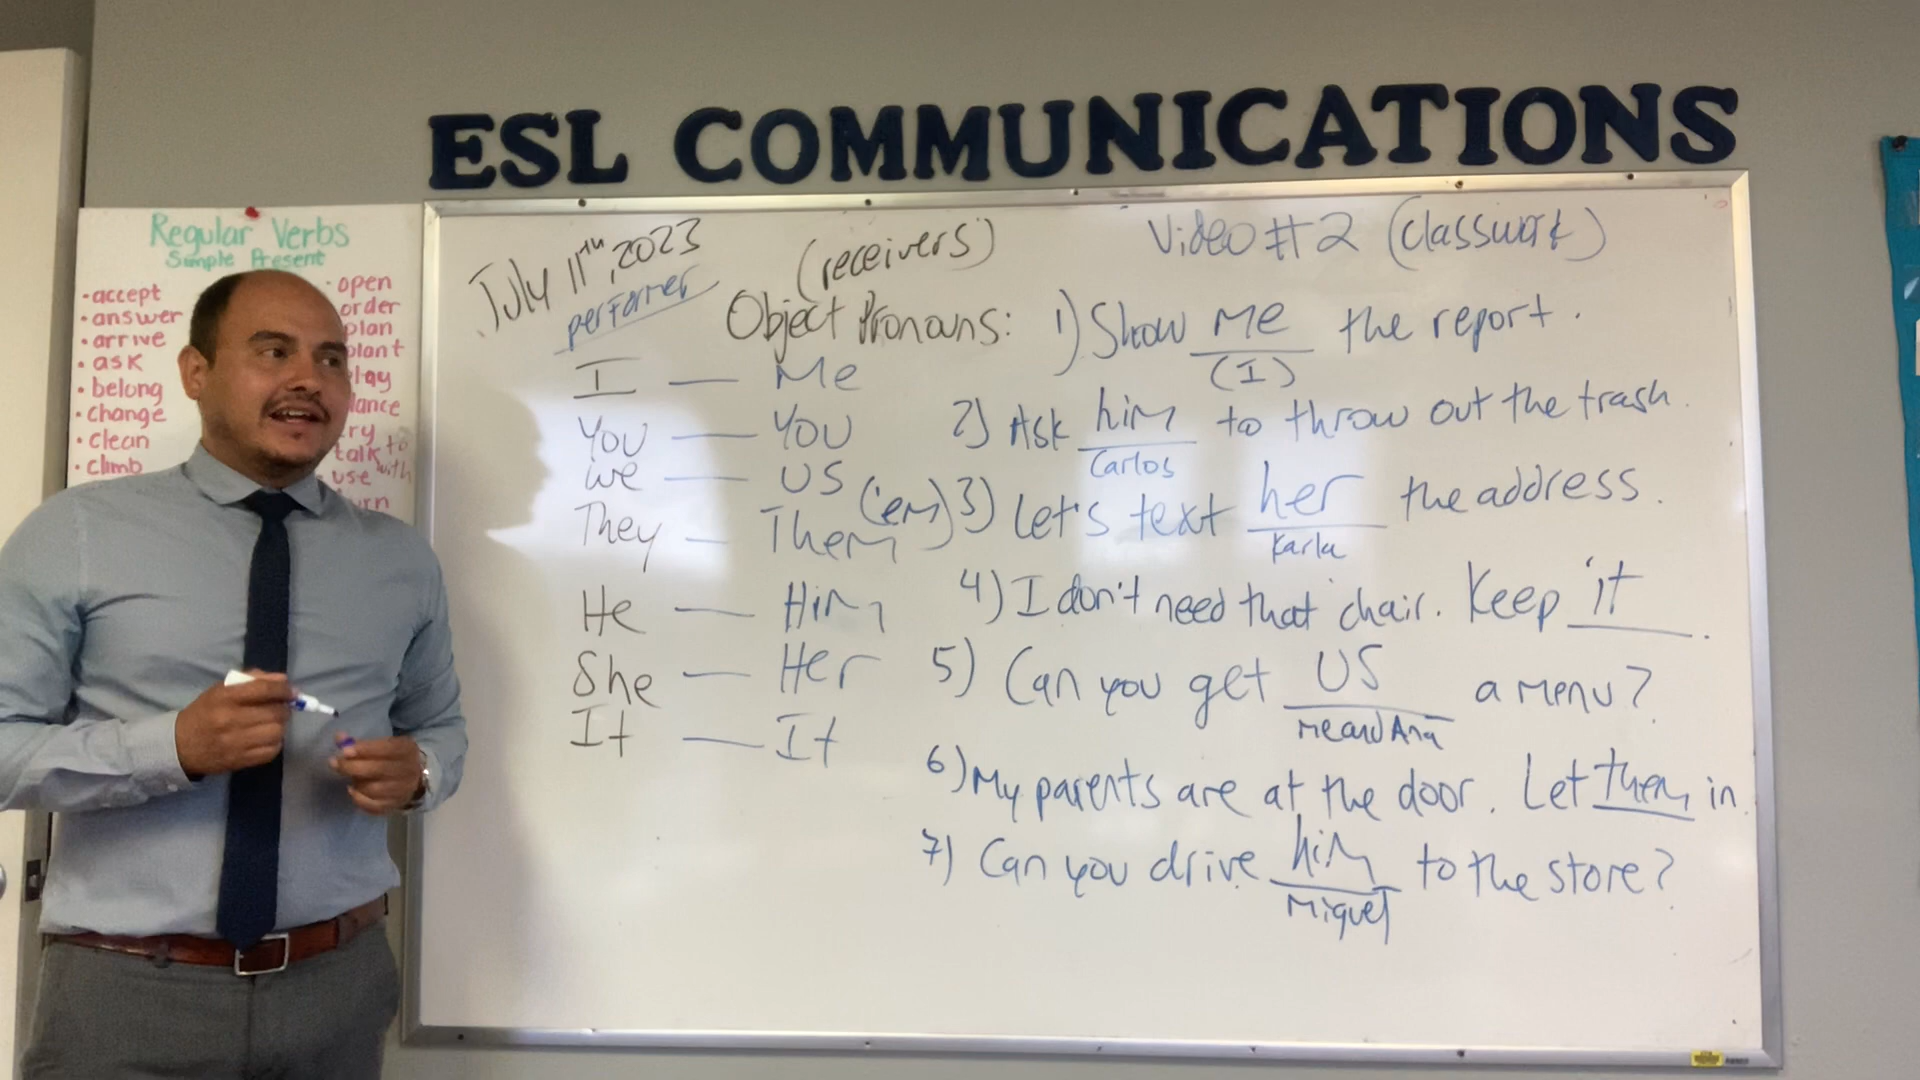 ESL COMMUNICATIONS
Regular Verbs
Simple Present
• accept
• answer
• arrive
• ask
• belong
• change
• clean
• climb
• open
order
plan
plant
play
talk to
use with
July 11th, 2023
performer
(receivers)
Object Pronouns:
I — Me
You — You
We — Us
They — Them ('em)
He — Him
She — Her
It — It
Video #2 (classwork)
1) Show me the report.
(I)
2) Ask him to throw out the trash.
Carlos
3) Let's text her the address.
Karla
4) I don't need that chair. Keep it.
5) Can you get us a menu?
me and Ana
6) My parents are at the door. Let them in
7) Can you drive him to the store?
Miguel